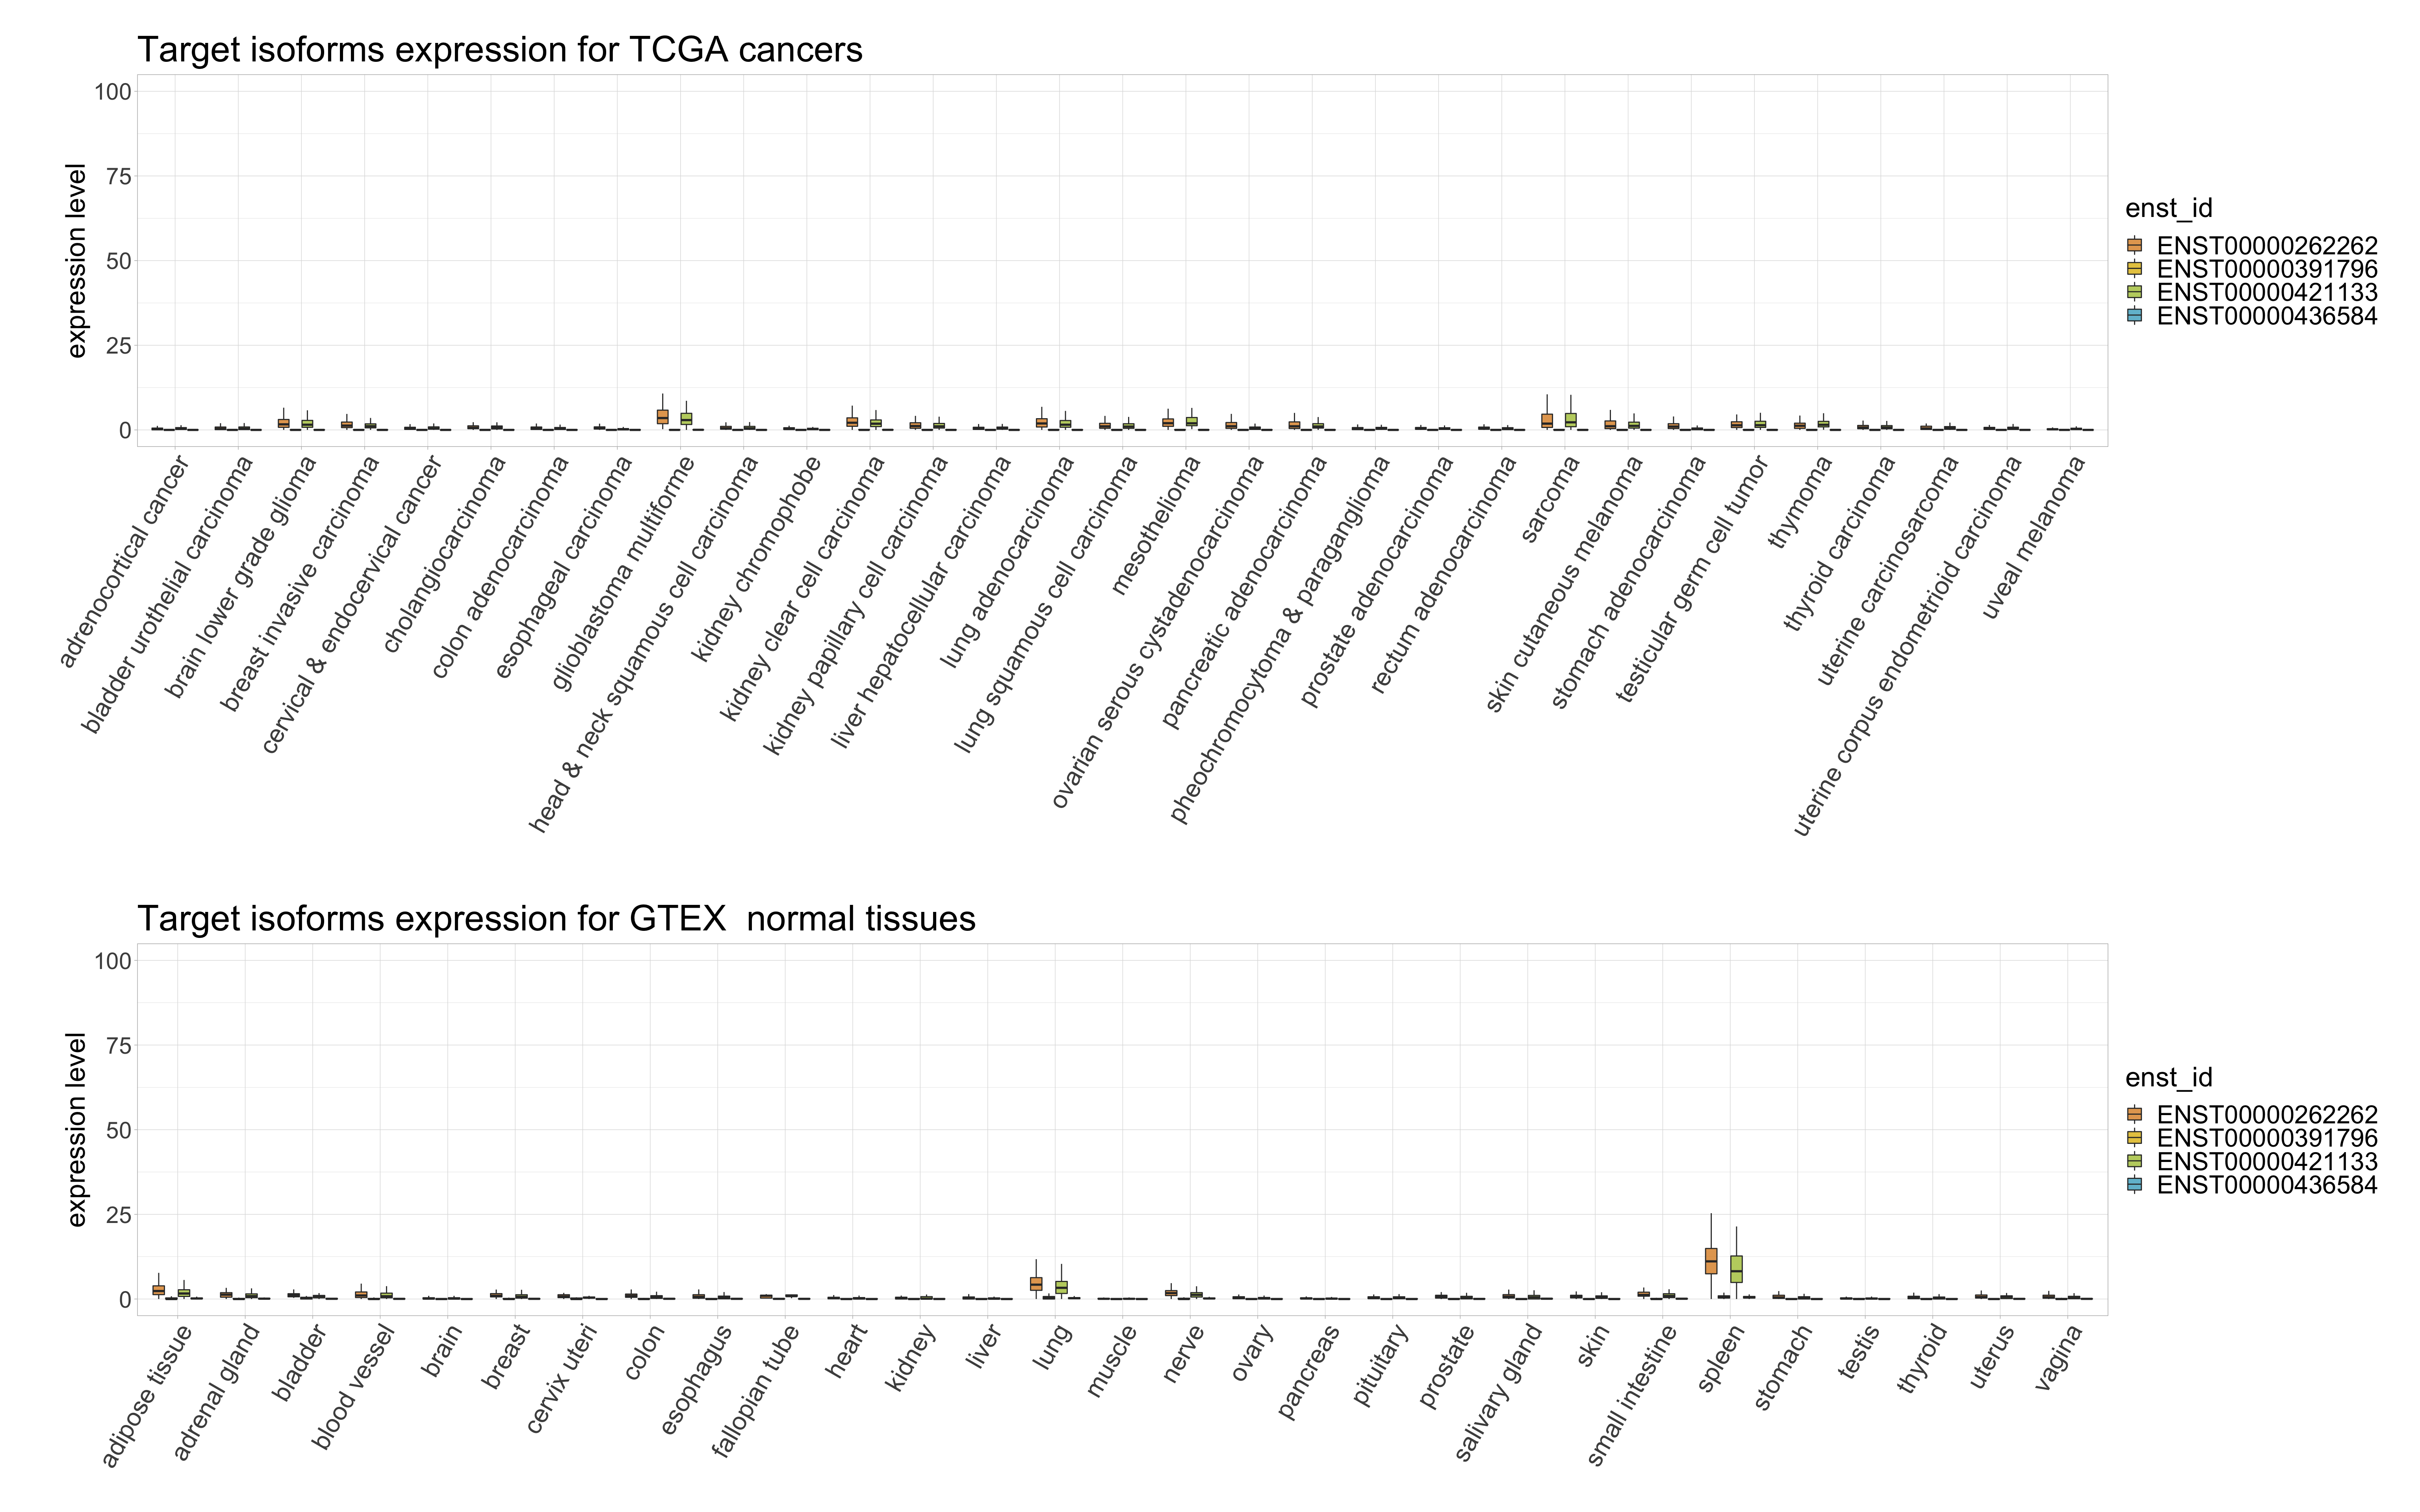 Target isoforms expression for TCGA cancers
expression level
100
75
50
25
0
adrenocortical cancer
bladder urothelial carcinoma
brain lower grade glioma
breast invasive carcinoma
cervical & endocervical cancer
cholangiocarcinoma
colon adenocarcinoma
esophageal carcinoma
glioblastoma multiforme
head & neck squamous cell carcinoma
kidney chromophobe
kidney clear cell carcinoma
kidney papillary cell carcinoma
liver hepatocellular carcinoma
lung adenocarcinoma
lung squamous cell carcinoma
mesothelioma
ovarian serous cystadenocarcinoma
pancreatic adenocarcinoma
pheochromocytoma & paraganglioma
prostate adenocarcinoma
rectum adenocarcinoma
sarcoma
skin cutaneous melanoma
stomach adenocarcinoma
testicular germ cell tumor
thymoma
thyroid carcinoma
uterine carcinosarcoma
uterine corpus endometrioid carcinoma
uveal melanoma
enst_id
ENST00000262262
ENST00000391796
ENST00000421133
ENST00000436584
Target isoforms expression for GTEX  normal tissues
expression level
100
75
50
25
0
adipose tissue
adrenal gland
bladder
blood vessel
brain
breast
cervix uteri
colon
esophagus
fallopian tube
heart
kidney
liver
lung
muscle
nerve
ovary
pancreas
pituitary
prostate
salivary gland
skin
small intestine
spleen
stomach
testis
thyroid
uterus
vagina
enst_id
ENST00000262262
ENST00000391796
ENST00000421133
ENST00000436584